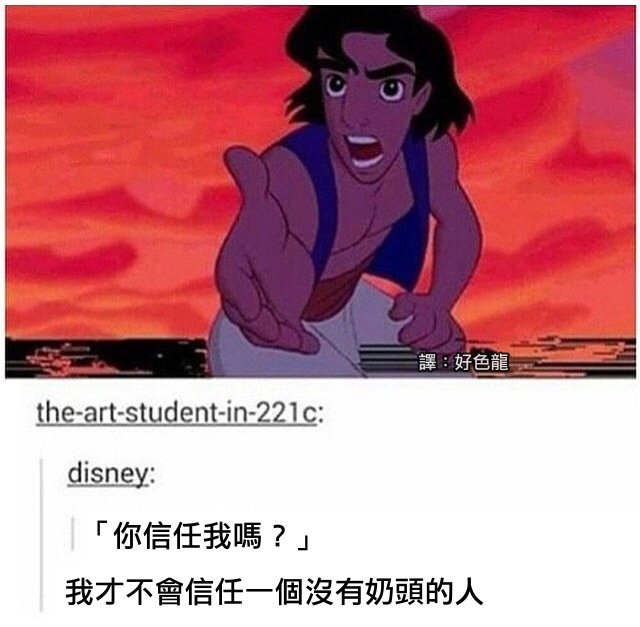 譯：好色龍
the-art-student-in-221c:
disney:
「你信任我嗎？」
我才不會信任一個沒有奶頭的人